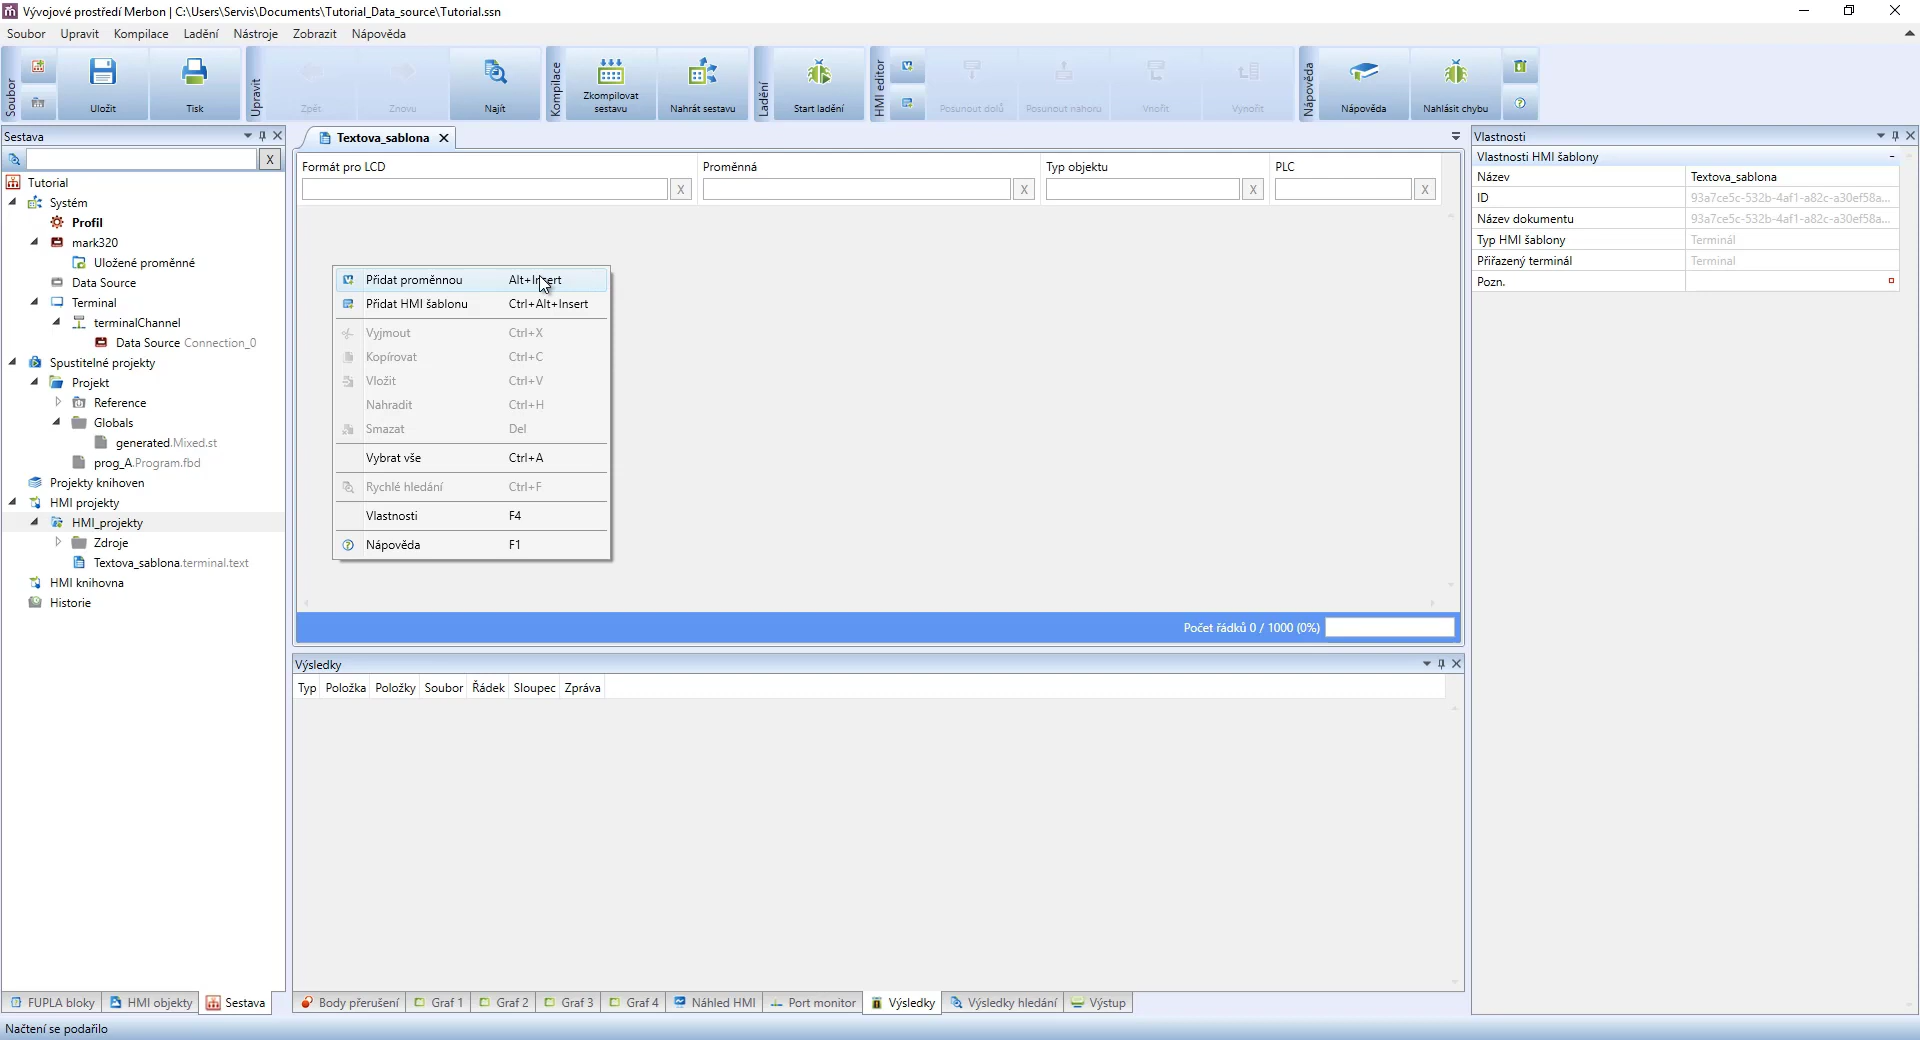 Vývojové prostředí Merbon | C:\Users\Servis\Documents\Tutorial_Data_source\Tutorial.ssn
Soubor Upravit Kompilace Ladění Nástroje Zobrazit Nápověda
Soubor
Uložit
Tisk
Upravit
Zpět
Znovu
Najít
Kompilace
Zkompilovat sestavu
Nahrát sestavu
Ladění
Start ladění
HMI editor
Posunout dolů
Posunout nahoru
Vnořit
Vynořit
Nápověda
Nápověda
Nahlásit chybu
Sestava
X
Tutorial
Systém
Profil
mark320
Uložené proměnné
Data Source
Terminal
terminalChannel
Data Source Connection_0
Spustitelné projekty
Projekt
Reference
Globals
generated.Mixed.st
prog_A.Program.fbd
Projekty knihoven
HMI projekty
HMI_projekty
Zdroje
Textova_sablona.terminal.text
HMI knihovna
Historie
FUPLA bloky HMI objekty Sestava
Textova_sablona
Formát pro LCD Proměnná Typ objektu PLC
X X X X
Přidat proměnnou Alt+Insert
Přidat HMI šablonu Ctrl+Alt+Insert
Vyjmout Ctrl+X
Kopírovat Ctrl+C
Vložit Ctrl+V
Nahradit Ctrl+H
Smazat Del
Vybrat vše Ctrl+A
Rychlé hledání Ctrl+F
Vlastnosti F4
Nápověda F1
Počet řádků 0 / 1000 (0%)
Výsledky
Typ Položka Položky Soubor Řádek Sloupec Zpráva
Body přerušení Graf 1 Graf 2 Graf 3 Graf 4 Náhled HMI Port monitor Výsledky Výsledky hledání Výstup
Vlastnosti
Vlastnosti HMI šablony
Název Textova_sablona
ID 93a7ce5c-532b-4af1-a82c-a30ef58a...
Název dokumentu 93a7ce5c-532b-4af1-a82c-a30ef58a...
Typ HMI šablony Terminál
Přiřazený terminál Terminal
Pozn.
Načtení se podařilo